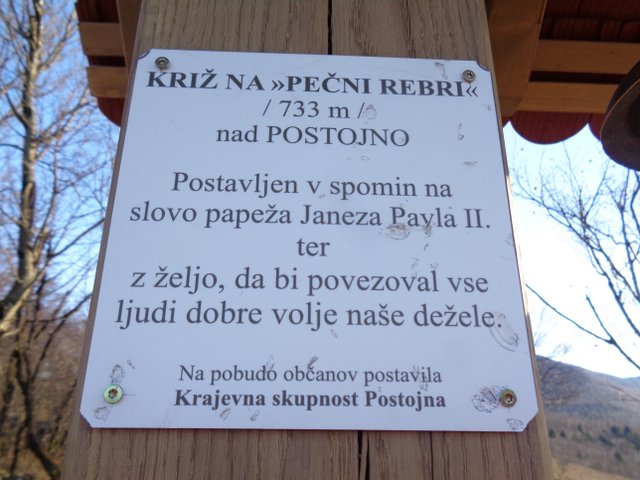 KRIŽ NA »PEČNI REBRI«
/ 733 m /
nad POSTOJNO
Postavljen v spomin na
slovo papeža Janeza Pavla II.
ter
z željo, da bi povezoval vse
ljudi dobre volje naše dežele.
Na pobudo občanov postavila
Krajevna skupnost Postojna